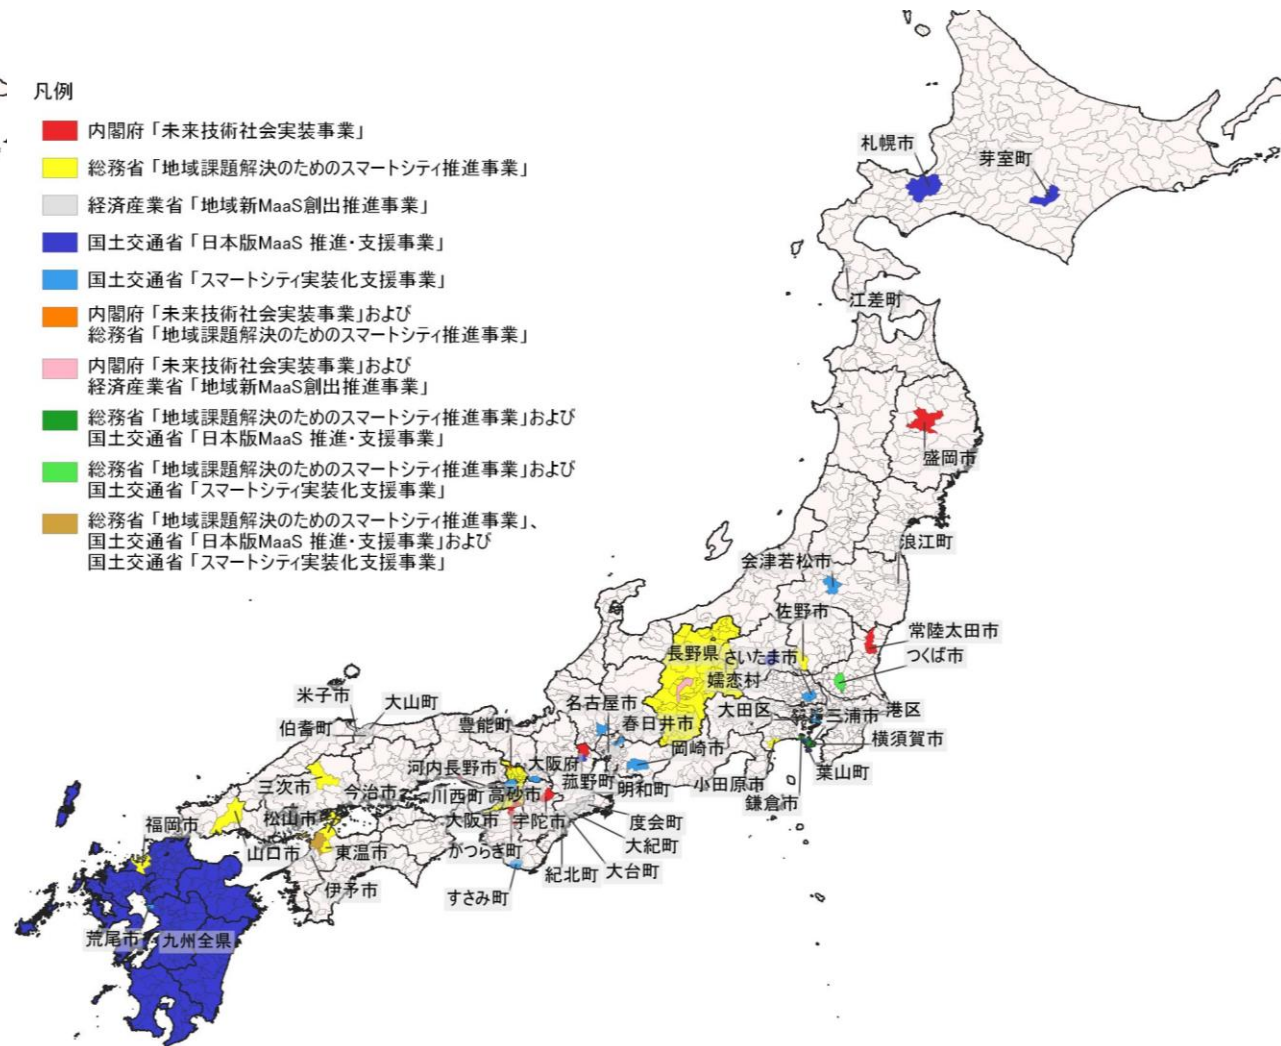 凡例
内閣府「未来技術社会実装事業」
総務省「地域課題解決のためのスマートシティ推進事業」
経済産業省「地域新MaaS創出推進事業」
国土交通省「日本版MaaS 推進・支援事業」
国土交通省「スマートシティ実装化支援事業」
内閣府「未来技術社会実装事業」および
総務省「地域課題解決のためのスマートシティ推進事業」
内閣府「未来技術社会実装事業」および
経済産業省「地域新MaaS創出推進事業」
総務省「地域課題解決のためのスマートシティ推進事業」および
国土交通省「日本版MaaS 推進・支援事業」
総務省「地域課題解決のためのスマートシティ推進事業」および
国土交通省「スマートシティ実装化支援事業」
総務省「地域課題解決のためのスマートシティ推進事業」、
国土交通省「日本版MaaS 推進・支援事業」および
国土交通省「スマートシティ実装化支援事業」
札幌市
芽室町
江差町
盛岡市
浪江町
会津若松市
佐野市
常陸太田市
つくば市
長野県
さいたま市
嬬恋村
大田区
三浦市
港区
横須賀市
葉山町
鎌倉市
小田原市
名古屋市
春日井市
岡崎市
米子市
大山町
伯耆町
豊能町
河内長野市
大阪府
菰野町
明和町
川西町
高砂市
大阪市
宇陀市
度会町
大紀町
大台町
紀北町
かつらぎ町
すさみ町
三次市
今治市
松山市
福岡市
山口市
東温市
伊予市
荒尾市
九州全県